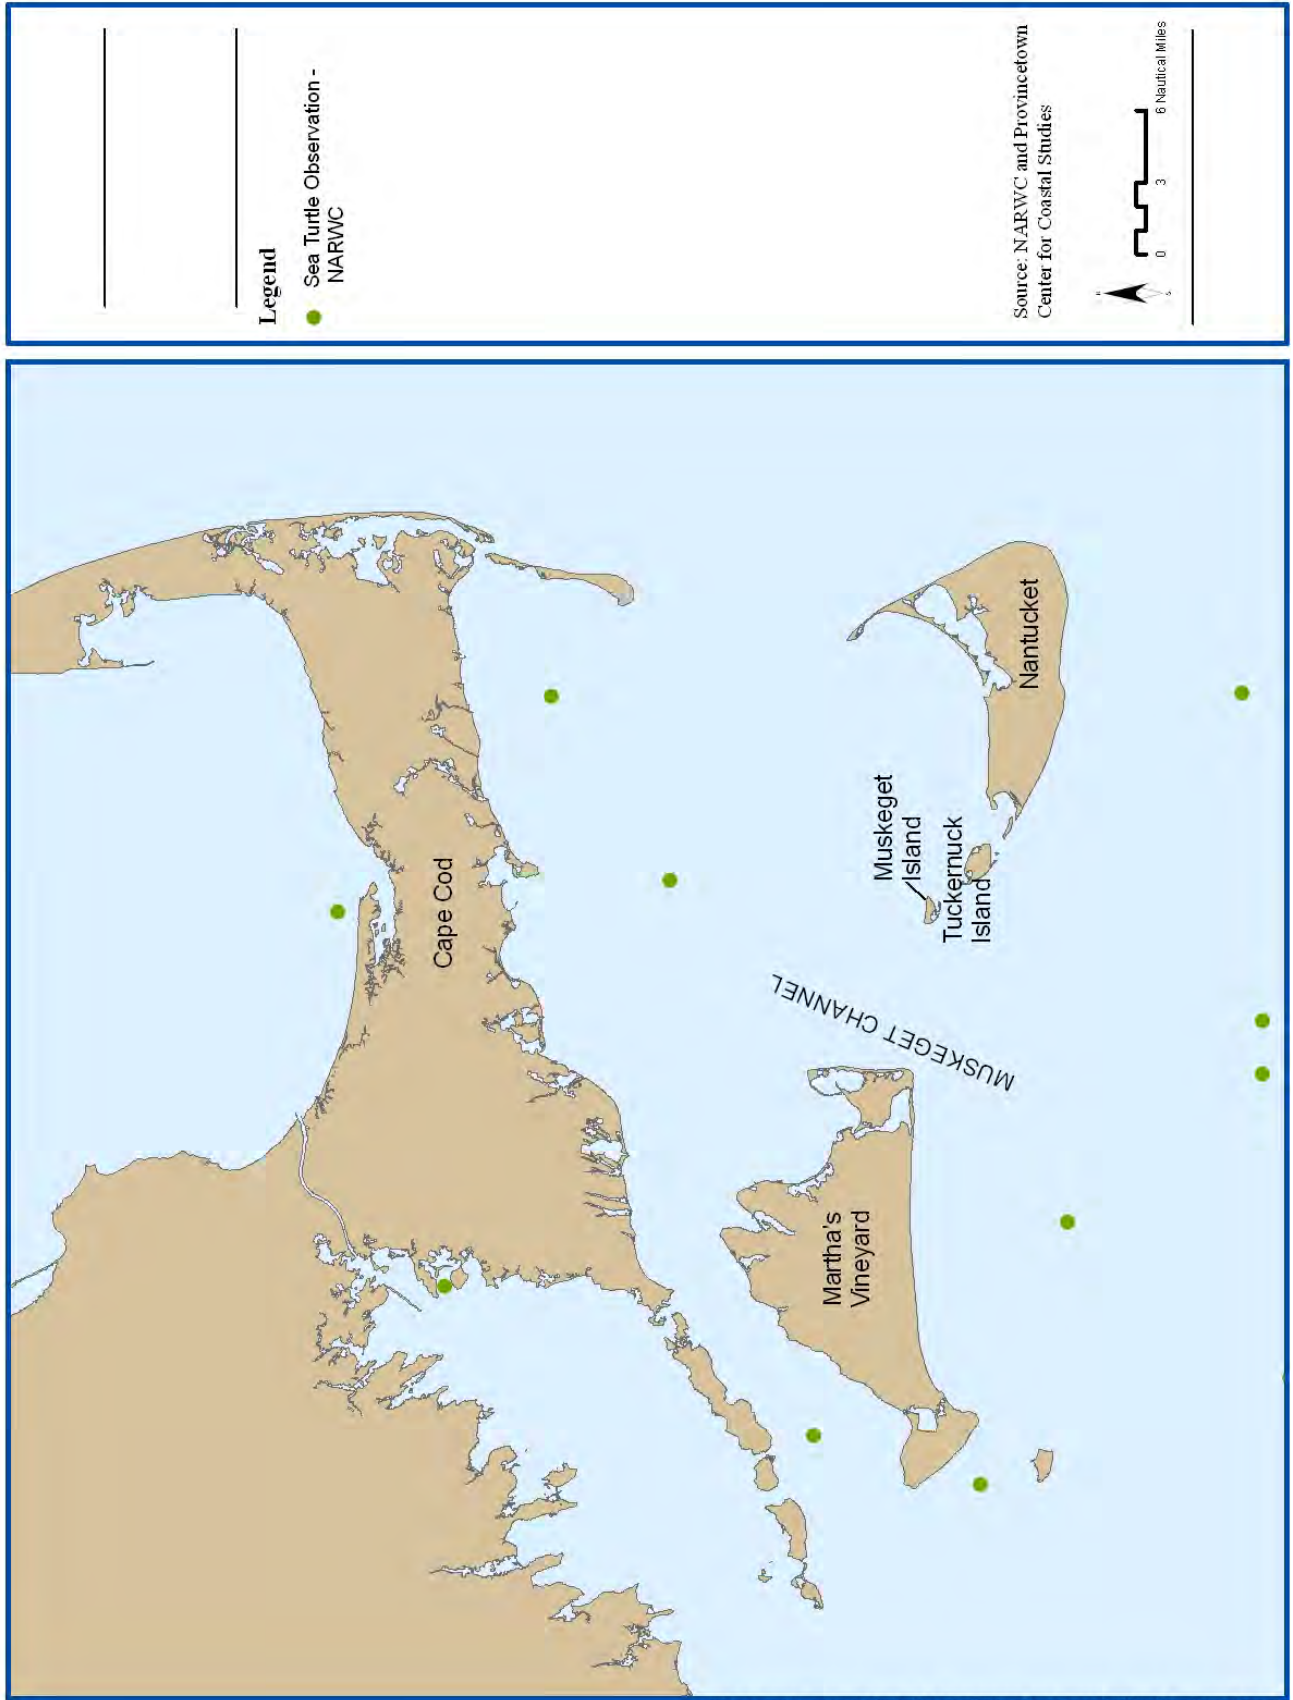 Cape Cod
Muskeget
Island
Tuckernuck
Island
Nantucket
MUSKEGET CHANNEL
Martha's
Vineyard
Legend
Sea Turtle Observation -
NARWC
Source: NARWC and Provincetown
Center for Coastal Studies
0 3 6 Nautical Miles